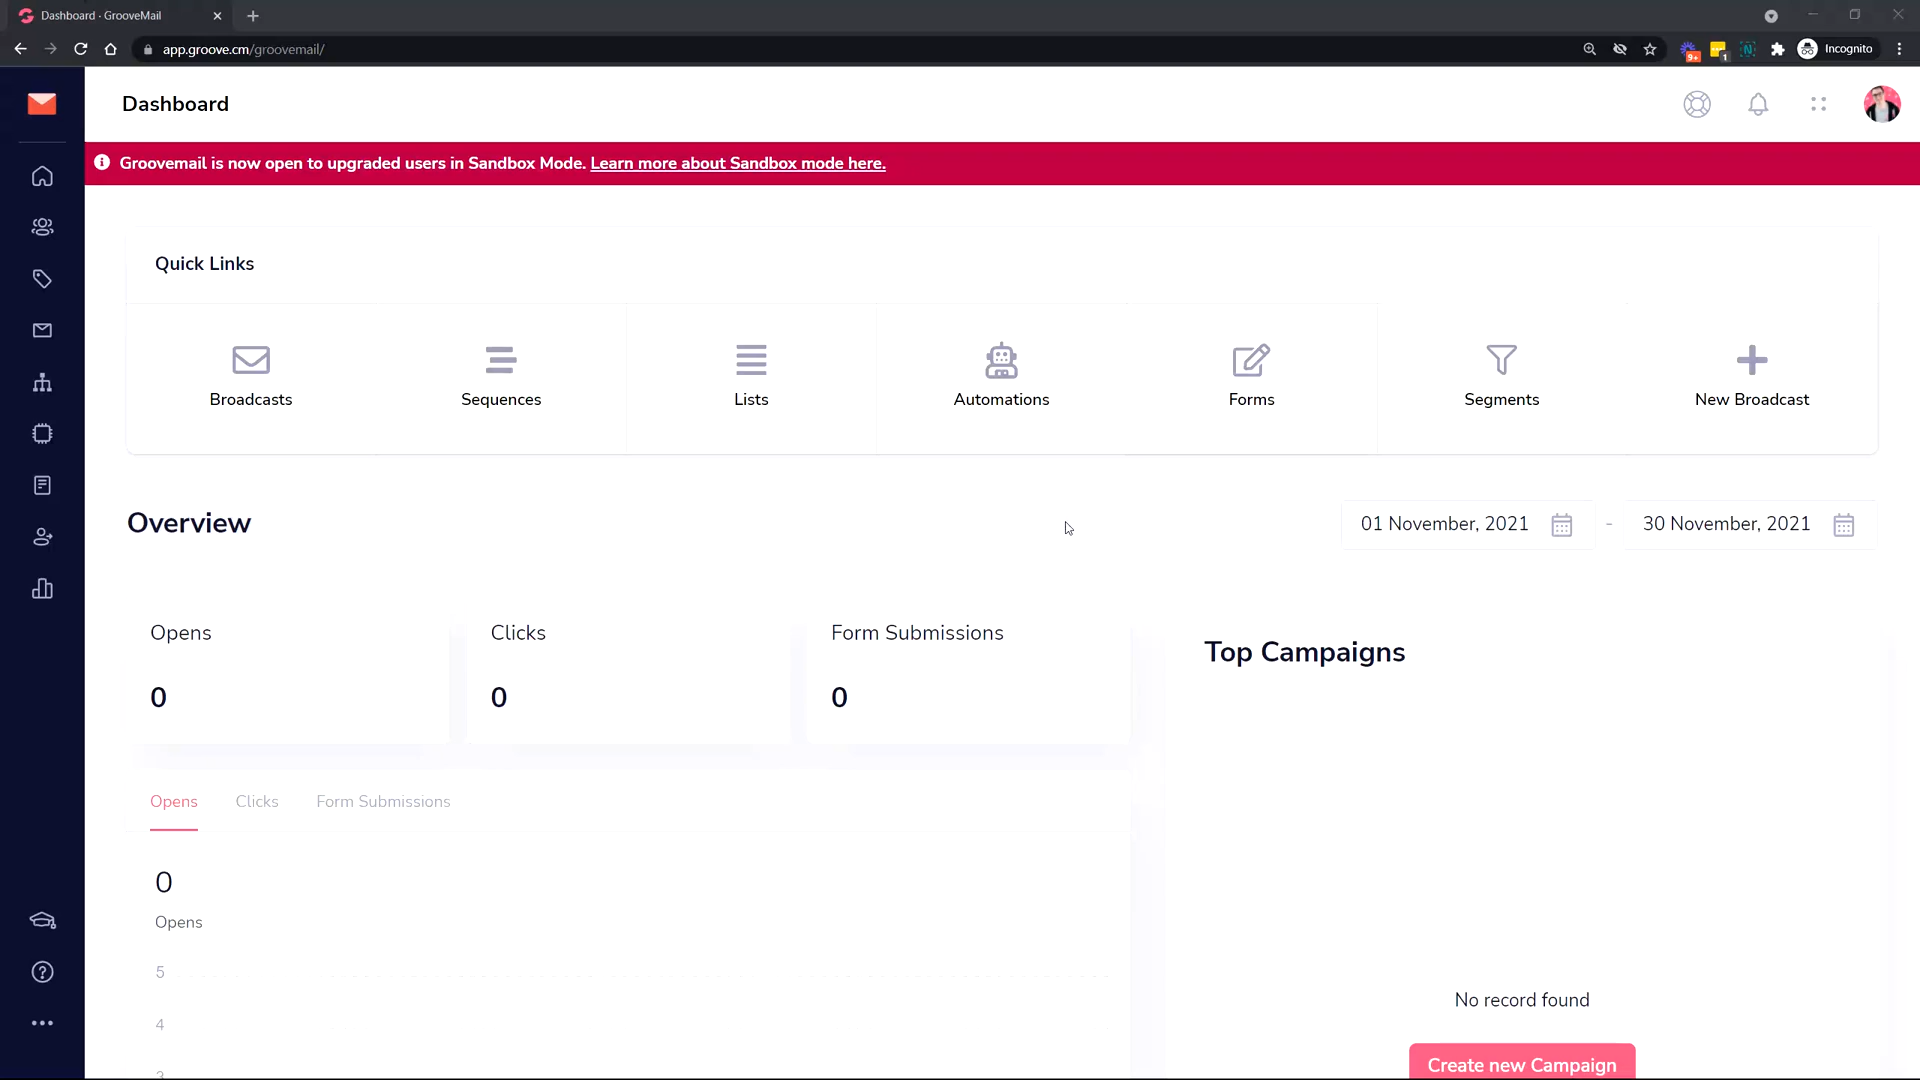 Dashboard · GrooveMail
app.groove.cm/groovemail/
9+
1
N
Incognito
Dashboard
Groovemail is now open to upgraded users in Sandbox Mode. Learn more about Sandbox mode here.
Quick Links
Broadcasts
Sequences
Lists
Automations
Forms
Segments
New Broadcast
Overview
01 November, 2021 - 30 November, 2021
Opens
Clicks
Form Submissions
0
0
0
Top Campaigns
Opens
Clicks
Form Submissions
0
Opens
5
4
3
No record found
Create new Campaign